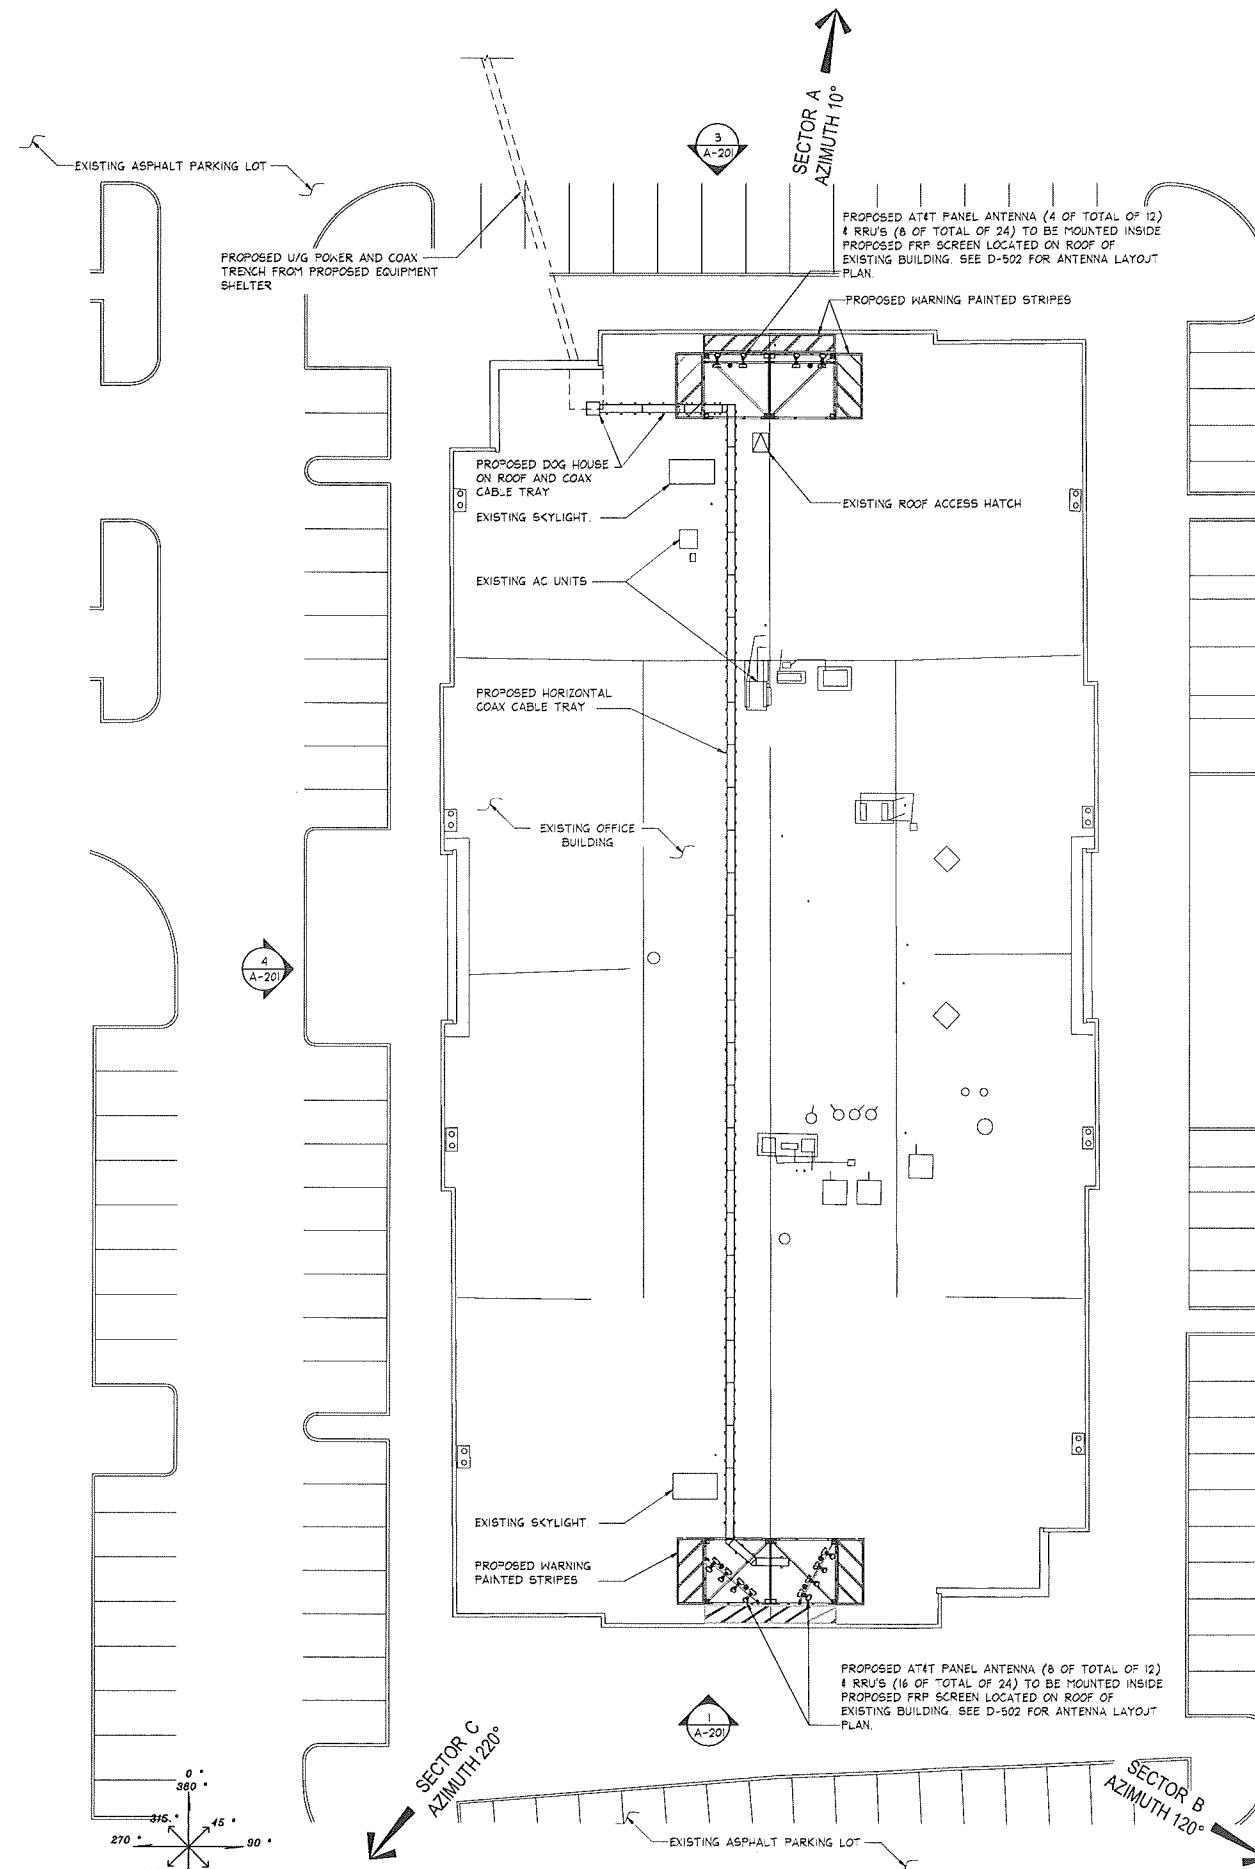 SECTOR A
AZIMUTH 10°
3
A-201
EXISTING ASPHALT PARKING LOT
PROPOSED AT&T PANEL ANTENNA (4 OF TOTAL OF 12)
& RRU'S (8 OF TOTAL OF 24) TO BE MOUNTED INSIDE
PROPOSED FRP SCREEN LOCATED ON ROOF OF
EXISTING BUILDING. SEE D-502 FOR ANTENNA LAYOUT
PLAN.
PROPOSED U/G POWER AND COAX
TRENCH FROM PROPOSED EQUIPMENT
SHELTER
PROPOSED WARNING PAINTED STRIPES
PROPOSED DOG HOUSE
ON ROOF AND COAX
CABLE TRAY
EXISTING SKYLIGHT.
EXISTING ROOF ACCESS HATCH
EXISTING AC UNITS
PROPOSED HORIZONTAL
COAX CABLE TRAY
EXISTING OFFICE
BUILDING
4
A-201
EXISTING SKYLIGHT.
PROPOSED WARNING
PAINTED STRIPES
PROPOSED AT&T PANEL ANTENNA (8 OF TOTAL OF 12)
& RRU'S (16 OF TOTAL OF 24) TO BE MOUNTED INSIDE
PROPOSED FRP SCREEN LOCATED ON ROOF OF
EXISTING BUILDING. SEE D-502 FOR ANTENNA LAYOUT
PLAN.
1
A-201
SECTOR C
AZIMUTH 220°
SECTOR B
AZIMUTH 120°
0°
360°
315°
45°
270°
90°
EXISTING ASPHALT PARKING LOT